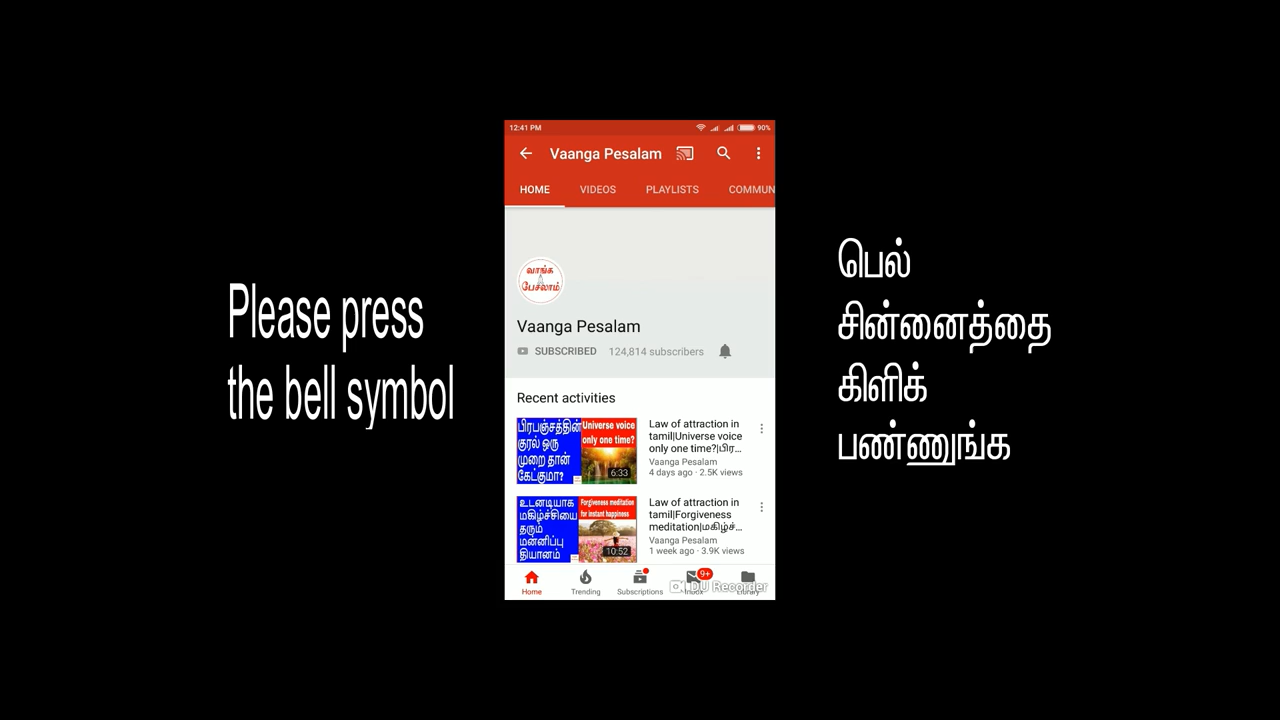 Please press
the bell symbol
12:41 PM
90%
Vaanga Pesalam
HOME VIDEOS PLAYLISTS COMMUN
வாங்க
பேசலாம்
Vaanga Pesalam
SUBSCRIBED 124,814 subscribers
Recent activities
பிரபஞ்சத்தின்
குரல் ஒரு
முறை தான்
கேட்குமா?
Universe voice
only one time?
6:33
Law of attraction in
tamil|Universe voice
only one time?|பிர...
Vaanga Pesalam
4 days ago · 2.5K views
உடனடியாக
மகிழ்ச்சியை
தரும்
மன்னிப்பு
தியானம்
Forgiveness meditation
for instant happiness
10:52
Law of attraction in
tamil|Forgiveness
meditation|மகிழ்ச்...
Vaanga Pesalam
1 week ago · 3.9K views
9+
Home Trending Subscriptions Inbox Library
DU Recorder
பெல்
சின்னைத்தை
கிளிக்
பண்ணுங்க